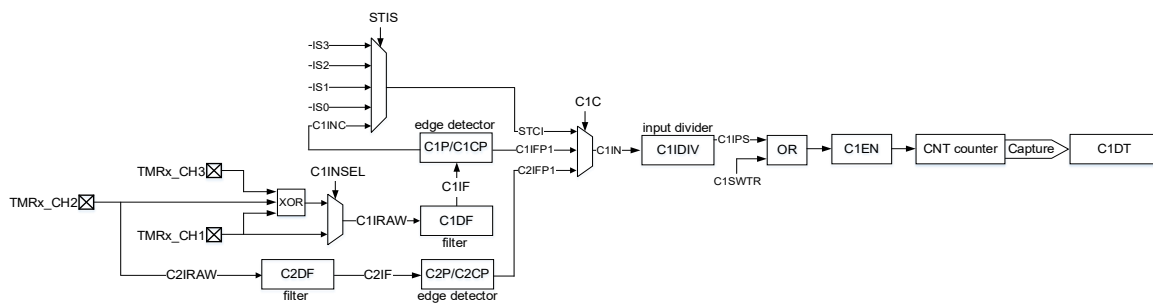 STIS
-IS3
-IS2
-IS1
-IS0
C1INC
edge detector
C1P/C1CP
STCI
C1IFP1
C2IFP1
C1C
C1IN
input divider
C1IDIV
C1IPS
C1SWTR
OR
C1EN
CNT counter
Capture
C1DT
TMRx_CH3
TMRx_CH2
TMRx_CH1
XOR
C1INSEL
C1IRAW
C1IF
C1DF
filter
C2IRAW
C2DF
filter
C2IF
C2P/C2CP
edge detector